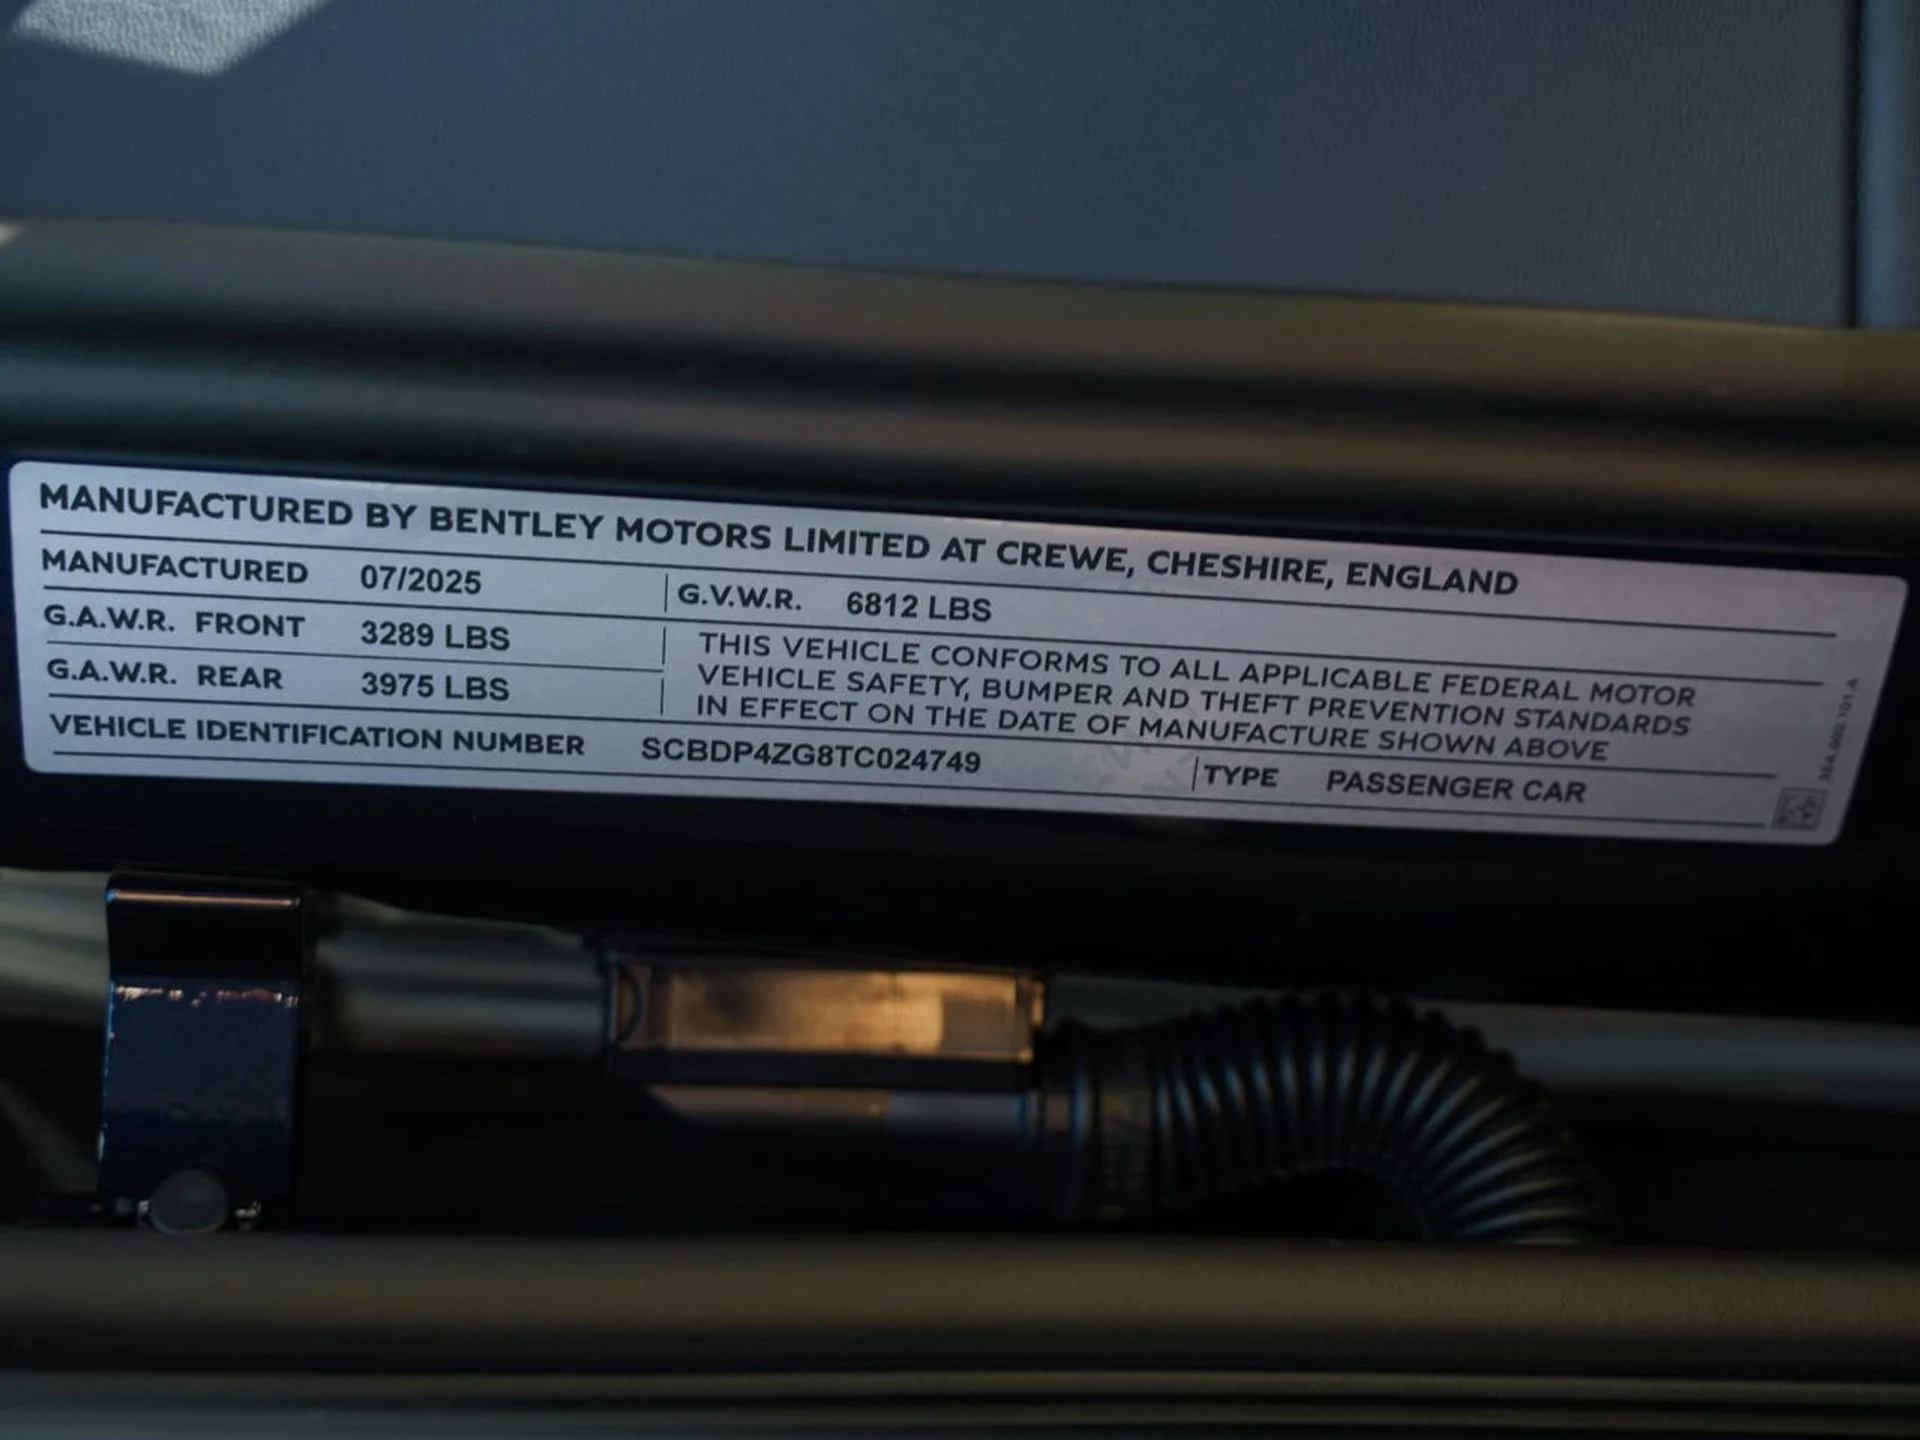 MANUFACTURED BY BENTLEY MOTORS LIMITED AT CREWE, CHESHIRE, ENGLAND
MANUFACTURED 07/2025 G.V.W.R. 6812 LBS
G.A.W.R. FRONT 3289 LBS
G.A.W.R. REAR 3975 LBS
THIS VEHICLE CONFORMS TO ALL APPLICABLE FEDERAL MOTOR
VEHICLE SAFETY, BUMPER AND THEFT PREVENTION STANDARDS
IN EFFECT ON THE DATE OF MANUFACTURE SHOWN ABOVE
VEHICLE IDENTIFICATION NUMBER SCBDP4ZG8TC024749 TYPE PASSENGER CAR